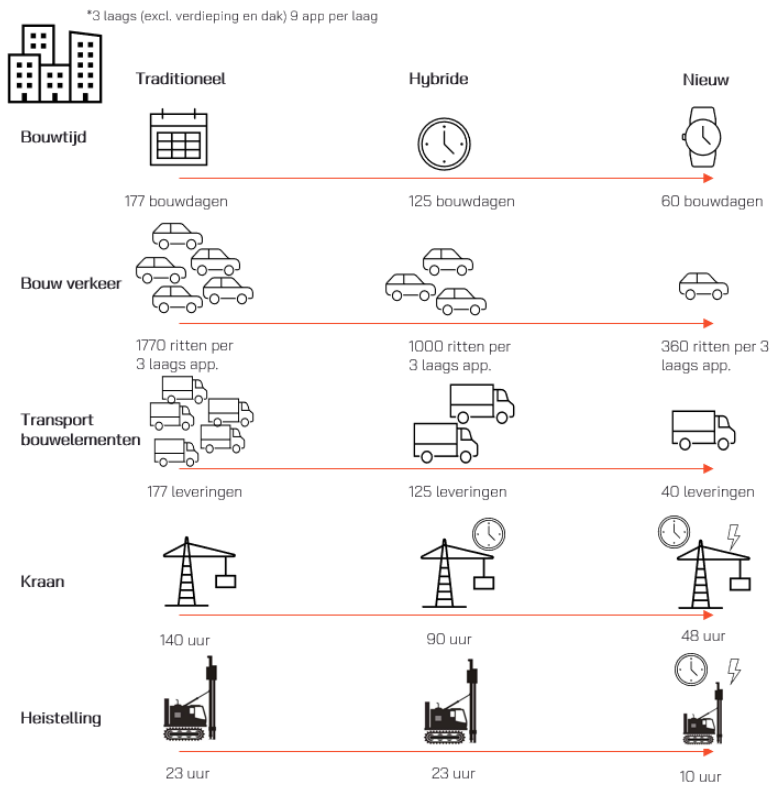 *3 laags (excl. verdieping en dak) 9 app per laag
Traditioneel
Hybride
Nieuw
Bouwtijd
177 bouwdagen
125 bouwdagen
60 bouwdagen
Bouw verkeer
1770 ritten per
3 laags app.
1000 ritten per
3 laags app.
360 ritten per 3
laags app.
Transport
bouwelementen
177 leveringen
125 leveringen
40 leveringen
Kraan
140 uur
90 uur
48 uur
Heistelling
23 uur
23 uur
10 uur